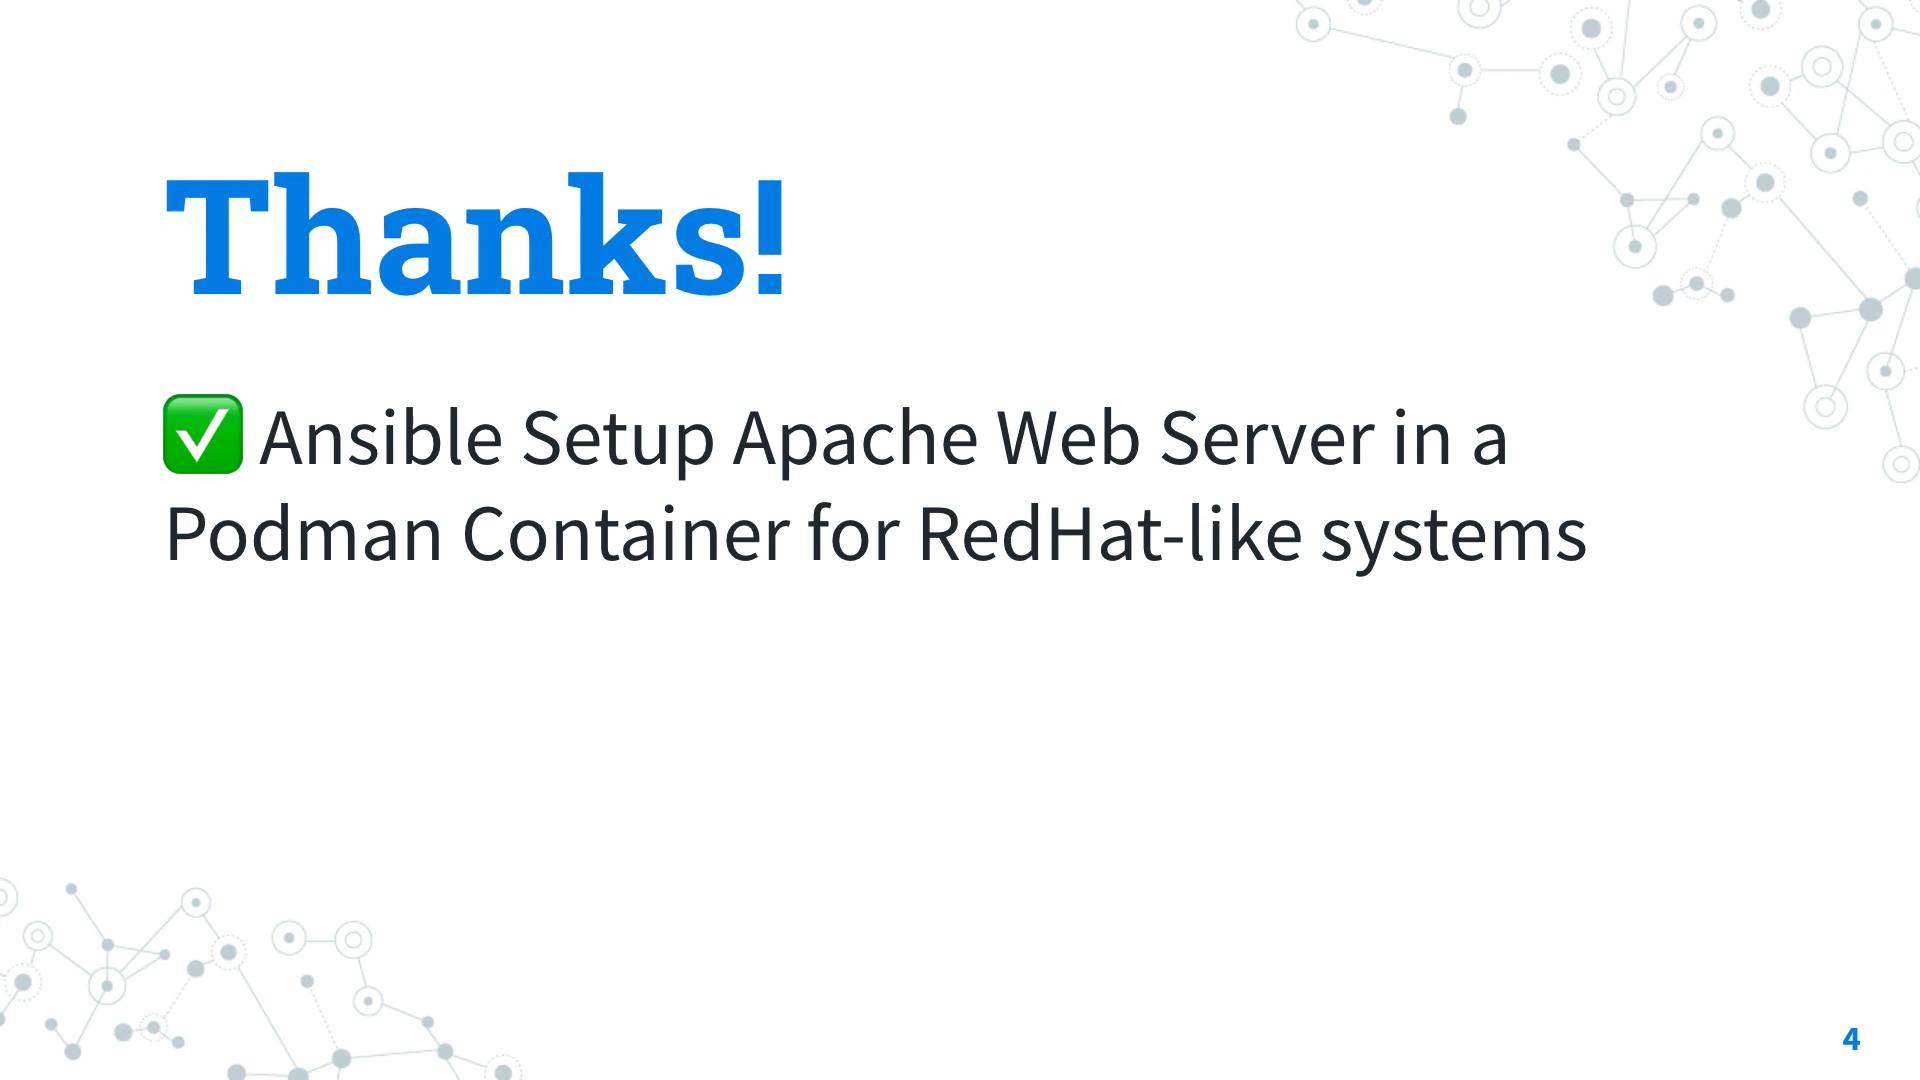 Thanks!
✅ Ansible Setup Apache Web Server in a
Podman Container for RedHat-like systems
4